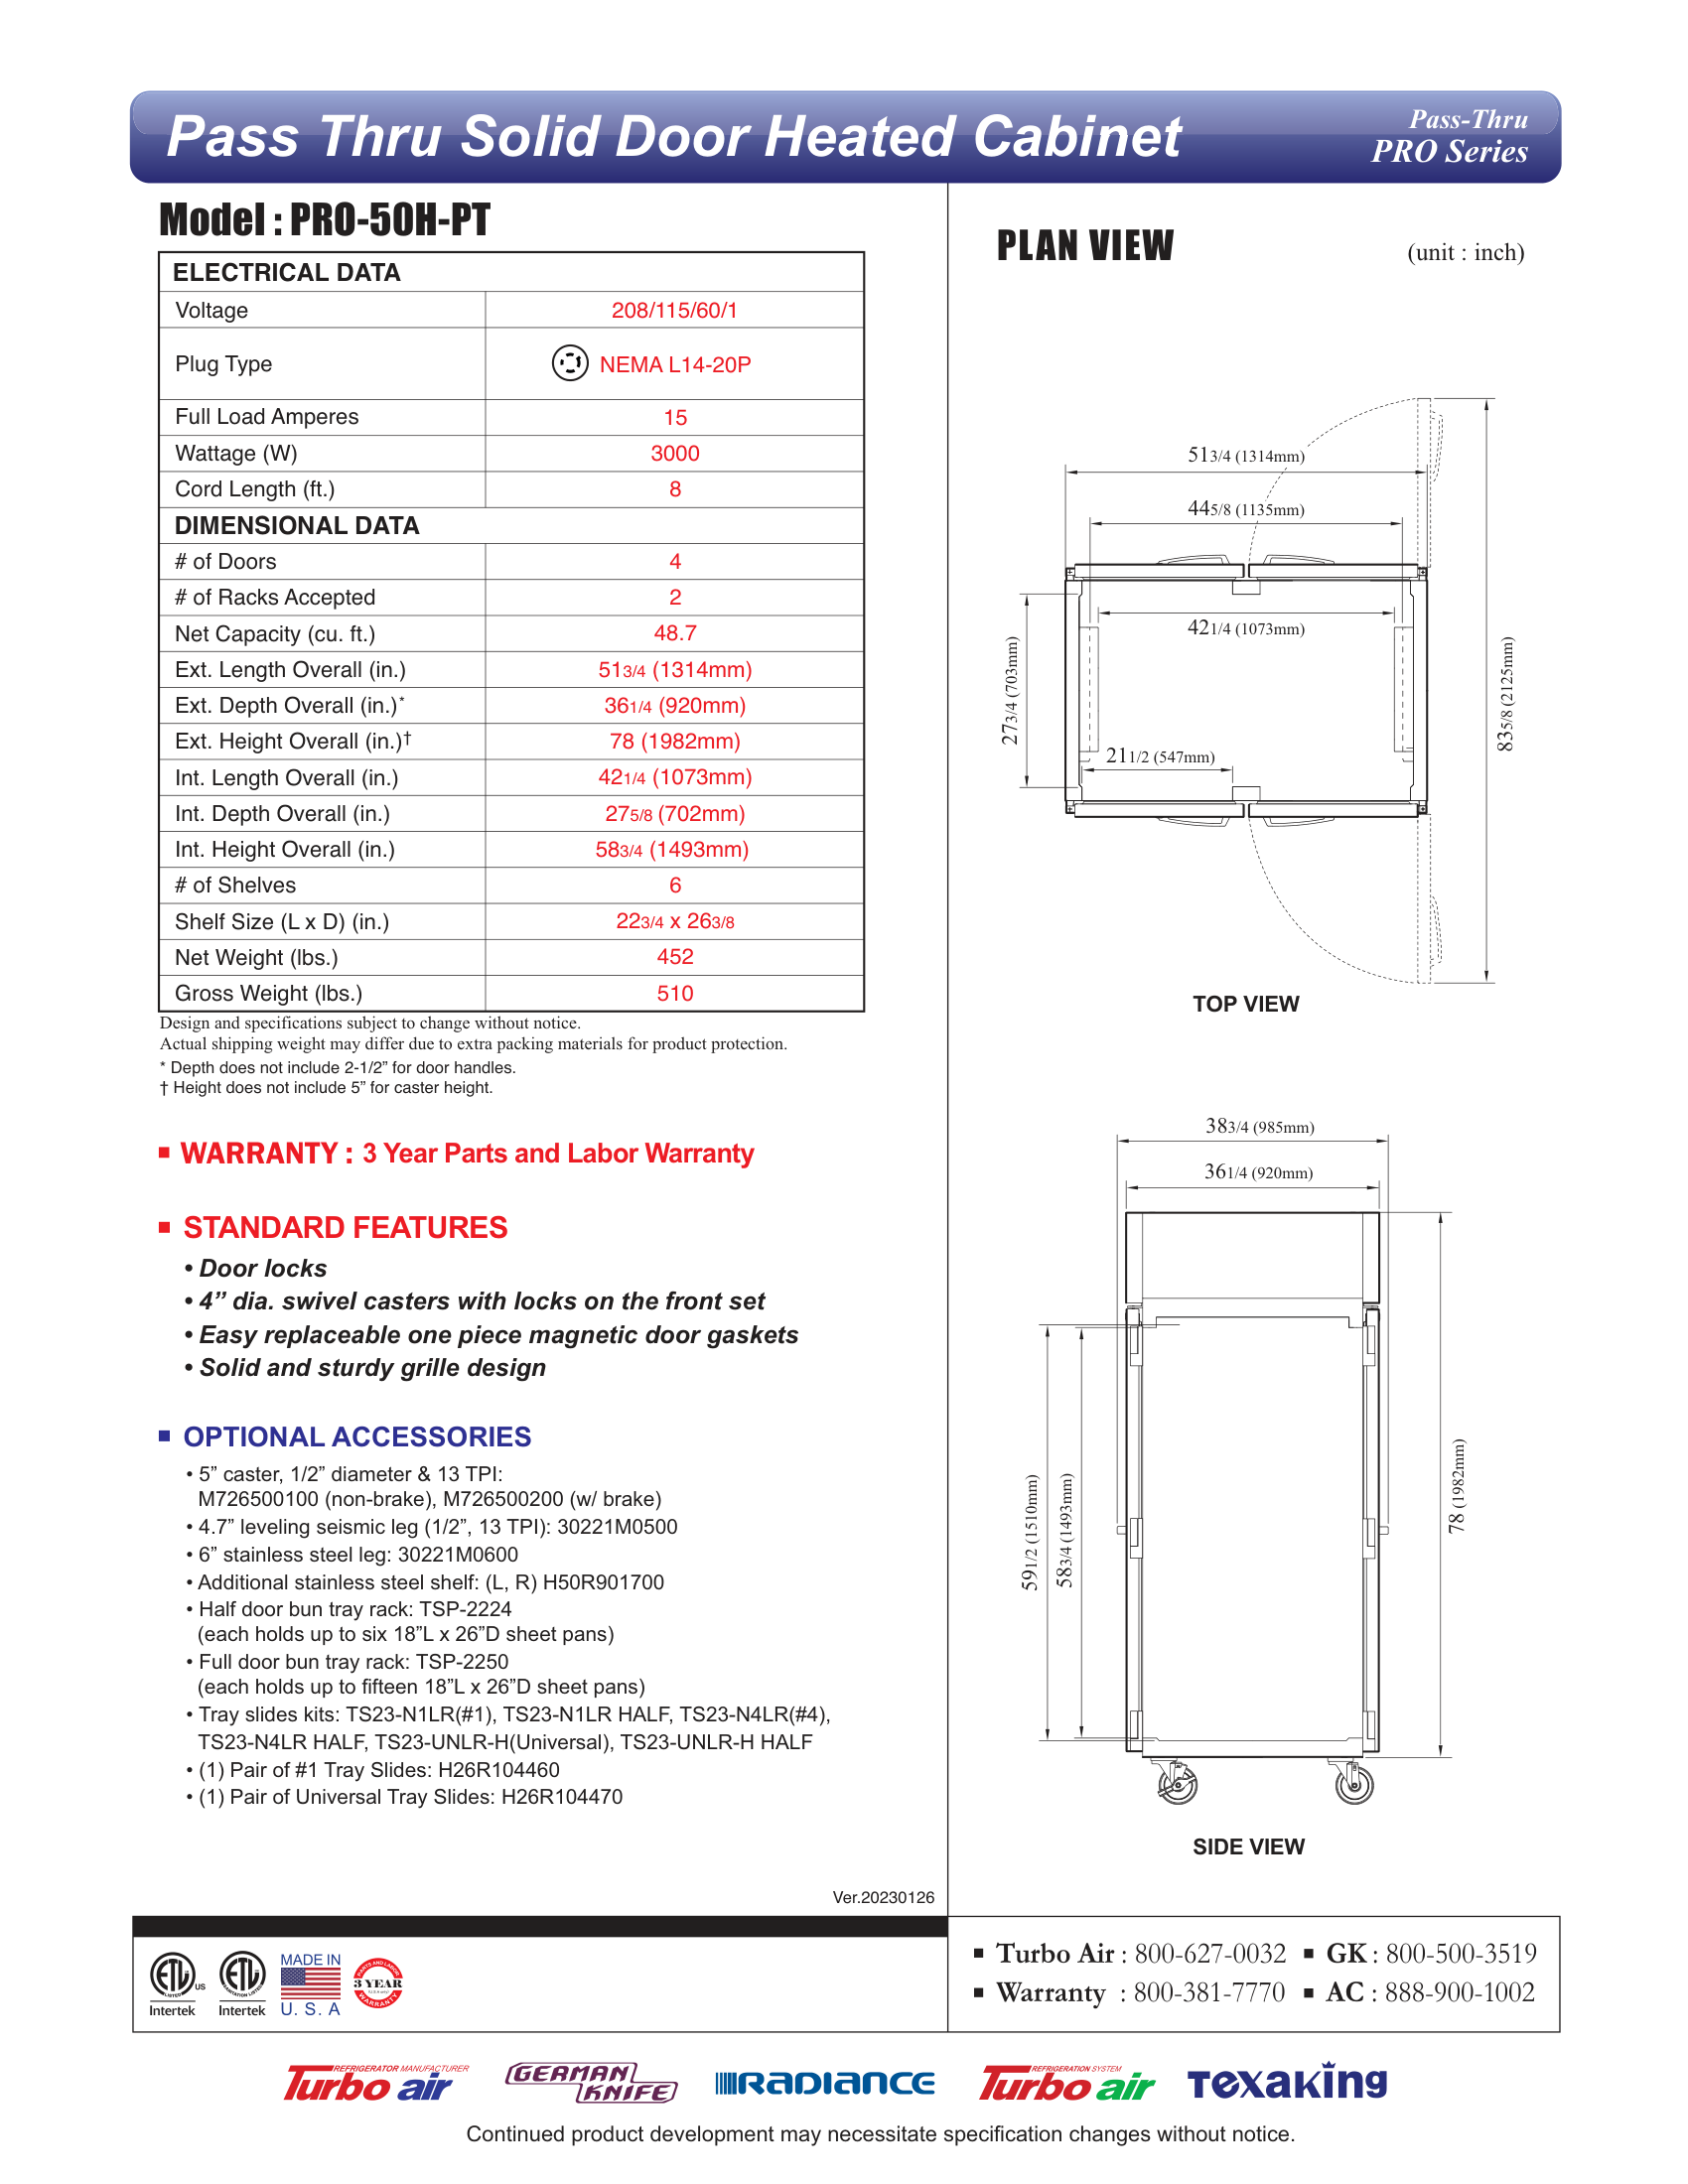 Pass Thru Solid Door Heated Cabinet
Pass-Thru
PRO Series
Model : PRO-50H-PT
ELECTRICAL DATA
Voltage 208/115/60/1
Plug Type NEMA L14-20P
Full Load Amperes 15
Wattage (W) 3000
Cord Length (ft.) 8
DIMENSIONAL DATA
# of Doors 4
# of Racks Accepted 2
Net Capacity (cu. ft.) 48.7
Ext. Length Overall (in.) 51 3/4 (1314mm)
Ext. Depth Overall (in.)* 36 1/4 (920mm)
Ext. Height Overall (in.)† 78 (1982mm)
Int. Length Overall (in.) 42 1/4 (1073mm)
Int. Depth Overall (in.) 27 5/8 (702mm)
Int. Height Overall (in.) 58 3/4 (1493mm)
# of Shelves 6
Shelf Size (L x D) (in.) 22 3/4 x 26 3/8
Net Weight (lbs.) 452
Gross Weight (lbs.) 510
Design and specifications subject to change without notice.
Actual shipping weight may differ due to extra packing materials for product protection.
* Depth does not include 2-1/2” for door handles.
† Height does not include 5” for caster height.
■ WARRANTY : 3 Year Parts and Labor Warranty
■ STANDARD FEATURES
• Door locks
• 4” dia. swivel casters with locks on the front set
• Easy replaceable one piece magnetic door gaskets
• Solid and sturdy grille design
■ OPTIONAL ACCESSORIES
• 5” caster, 1/2” diameter & 13 TPI:
M726500100 (non-brake), M726500200 (w/ brake)
• 4.7” leveling seismic leg (1/2”, 13 TPI): 30221M0500
• 6” stainless steel leg: 30221M0600
• Additional stainless steel shelf: (L, R) H50R901700
• Half door bun tray rack: TSP-2224
(each holds up to six 18”L x 26”D sheet pans)
• Full door bun tray rack: TSP-2250
(each holds up to fifteen 18”L x 26”D sheet pans)
• Tray slides kits: TS23-N1LR(#1), TS23-N1LR HALF, TS23-N4LR(#4),
TS23-N4LR HALF, TS23-UNLR-H(Universal), TS23-UNLR-H HALF
• (1) Pair of #1 Tray Slides: H26R104460
• (1) Pair of Universal Tray Slides: H26R104470
Ver.20230126
PLAN VIEW
(unit : inch)
51 3/4 (1314mm)
44 5/8 (1135mm)
42 1/4 (1073mm)
27 3/4 (703mm)
21 1/2 (547mm)
83 5/8 (2125mm)
TOP VIEW
38 3/4 (985mm)
36 1/4 (920mm)
59 1/2 (1510mm)
58 3/4 (1493mm)
78 (1982mm)
SIDE VIEW
ETL LISTED US
Intertek
ETL
Intertek
MADE IN
U. S. A
PARTS AND LABOR
3 YEAR
WARRANTY
■ Turbo Air : 800-627-0032 ■ GK : 800-500-3519
■ Warranty : 800-381-7770 ■ AC : 888-900-1002
REFRIGERATOR MANUFACTURER
Turbo air
GERMAN KNIFE
RADIANCE
REFRIGERATION SYSTEM
Turbo air
TEXAKING
Continued product development may necessitate specification changes without notice.